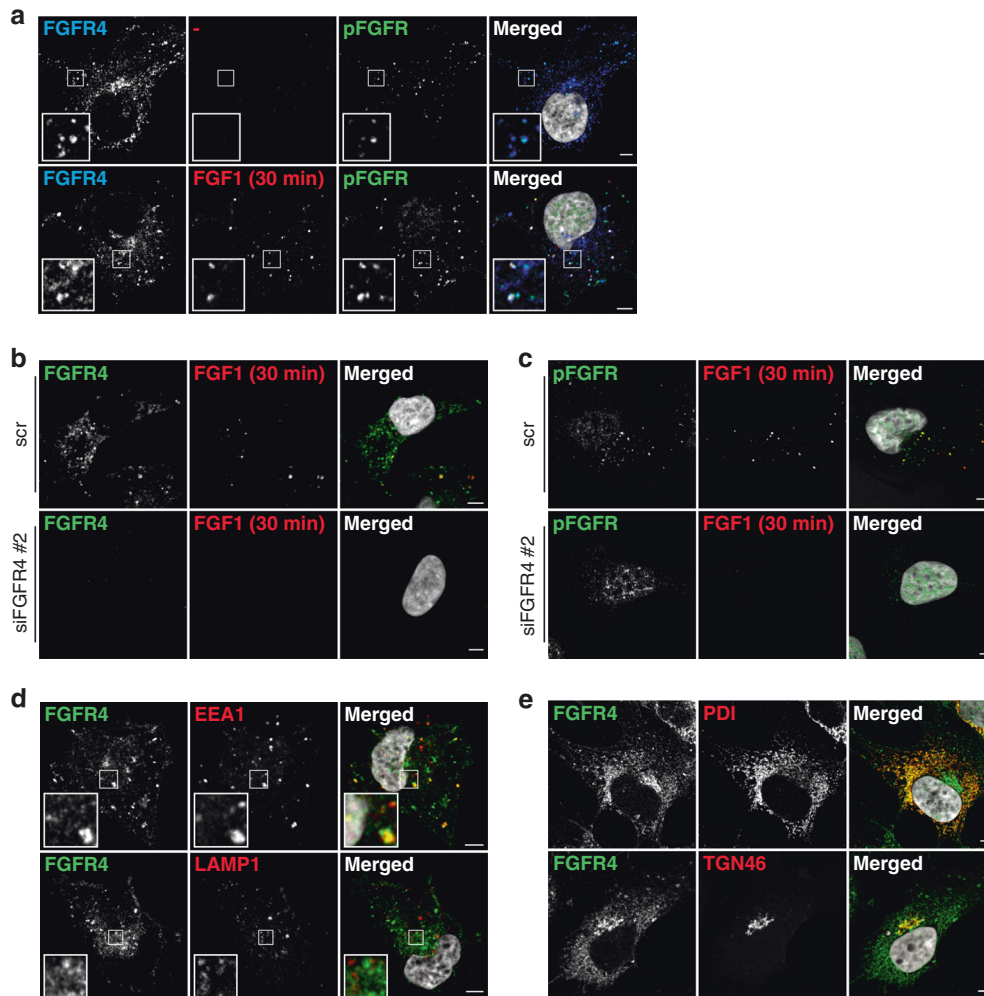 a
FGFR4 - pFGFR Merged
FGFR4 FGF1 (30 min) pFGFR Merged
b
scr
FGFR4 FGF1 (30 min) Merged
siFGFR4 #2
FGFR4 FGF1 (30 min) Merged
c
scr
pFGFR FGF1 (30 min) Merged
siFGFR4 #2
pFGFR FGF1 (30 min) Merged
d
FGFR4 EEA1 Merged
FGFR4 LAMP1 Merged
e
FGFR4 PDI Merged
FGFR4 TGN46 Merged